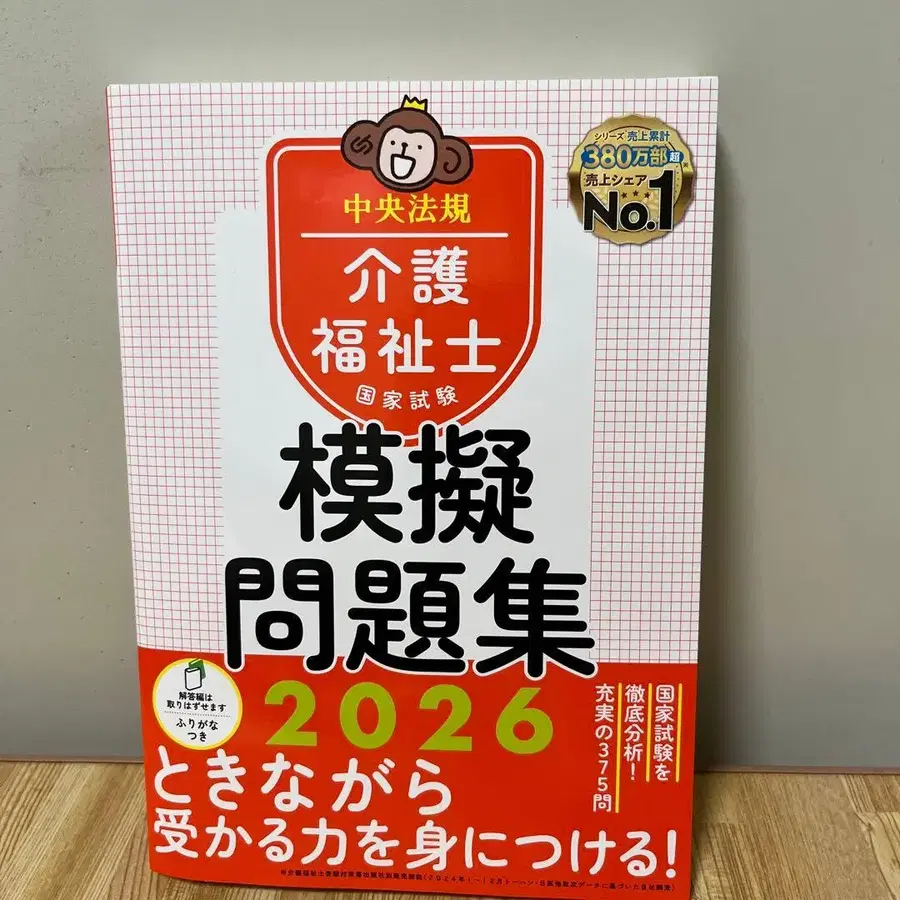 シリーズ 売上累計
380万部超
売上シェア
No.1
中央法規
介護
福祉士
国家試験
模擬
問題集
2026
解答編は
取りはずせます
ふりがな
つき
国家試験を
徹底分析!
充実の375問
ときながら
受かる力を身につける!